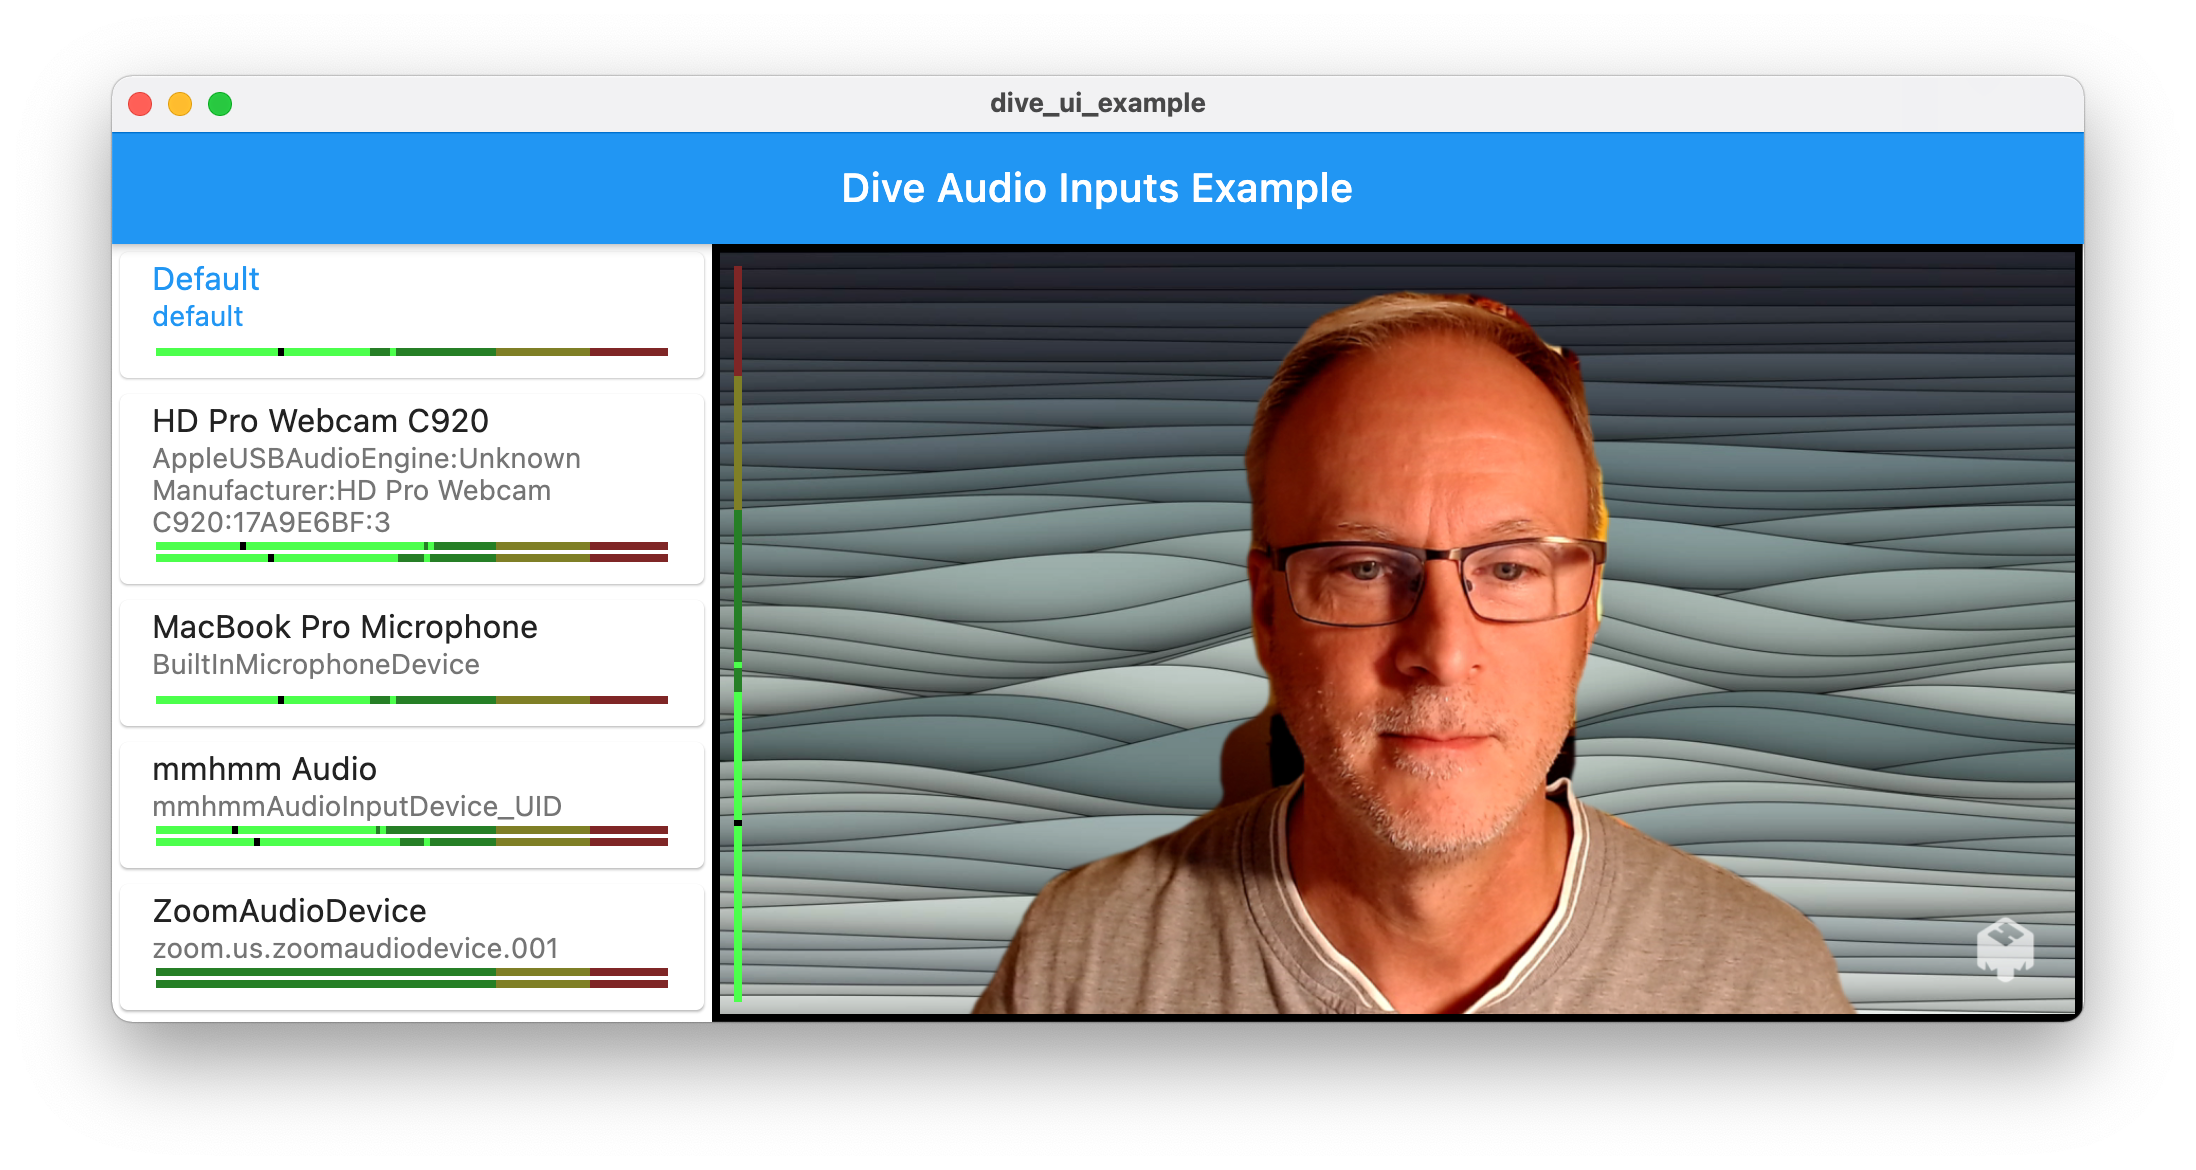 dive_ui_example
Dive Audio Inputs Example
Default
default
HD Pro Webcam C920
AppleUSBAudioEngine:Unknown
Manufacturer:HD Pro Webcam
C920:17A9E6BF:3
MacBook Pro Microphone
BuiltInMicrophoneDevice
mmhmm Audio
mmhmmAudioInputDevice_UID
ZoomAudioDevice
zoom.us.zoomaudiodevice.001